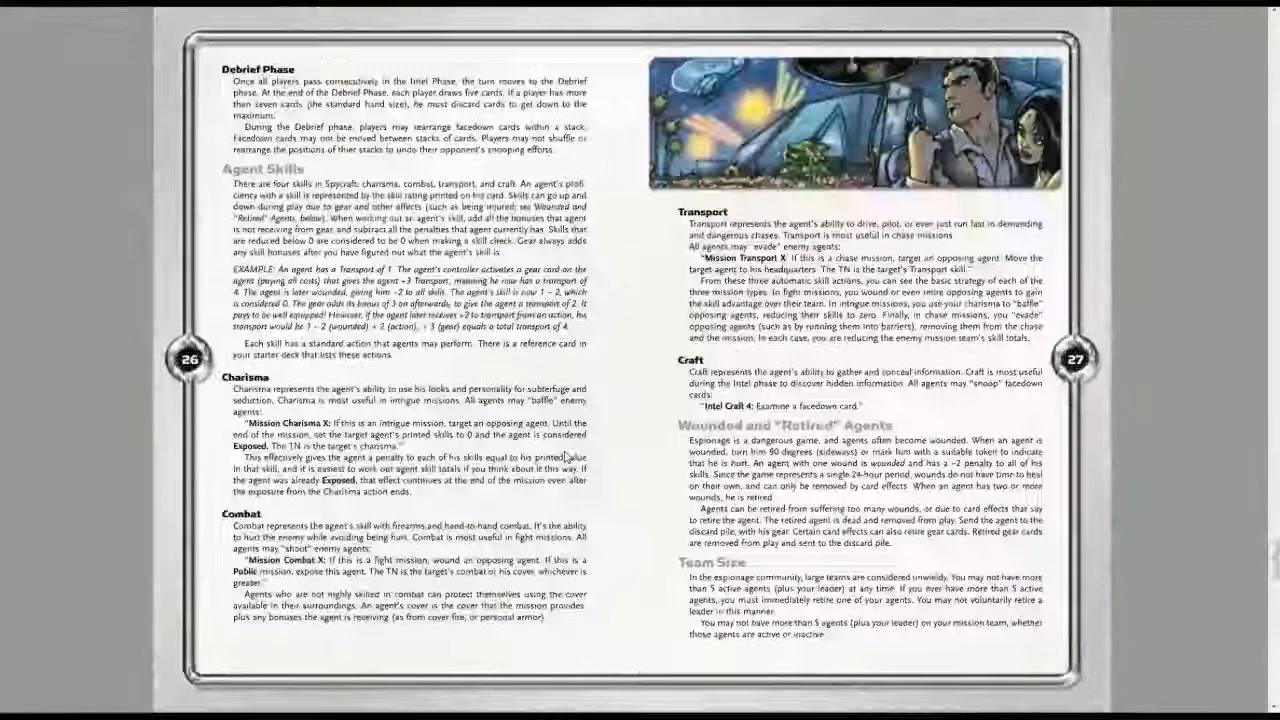 Debrief Phase
Once all players pass consecutively in the Intel Phase, the turn moves to the Debrief
phase. At the end of the Debrief Phase, each player draws five cards. If a player has more
than seven cards (the standard hand size), he must discard cards to get down to the
maximum.
During the Debrief phase, players may rearrange facedown cards within a stack.
Facedown cards may not be moved between stacks of cards. Players may not shuffle or
rearrange the positions of thier stacks to undo their opponent's snooping efforts.
Agent Skills
There are four skills in Spycraft: charisma, combat, transport, and craft. An agent's profi-
ciency with a skill is represented by the skill rating printed on his card. Skills can go up and
down during play due to gear and other effects (such as being injured; see Wounded and
"Retired" Agents, below). When working out an agent's skill, add all the bonuses that agent
is not receiving from gear and subtract all the penalties that agent currently has. Skills that
are reduced below 0 are considered to be 0 when making a skill check. Gear always adds
any skill bonuses after you have figured out what the agent's skill is.
EXAMPLE: An agent has a Transport of 1. The agent's controller activates a gear card on the
agent (paying all costs) that gives the agent +3 Transport, meaning he now has a transport of
4. The agent is later wounded, giving him -2 to all skills. The agent's skill is now 1 - 2, which
is considered 0. The gear adds its bonus of 3 on afterwards, to give the agent a transport of 2. It
pays to be well equipped! However, if the agent later receives +2 to transport from an action, his
transport would be 1 - 2 (wounded) + 2 (action), + 3 (gear) equals a total transport of 4.
Each skill has a standard action that agents may perform. There is a reference card in
your starter deck that lists these actions.
Charisma
Charisma represents the agent's ability to use his looks and personality for subterfuge and
seduction. Charisma is most useful in intrigue missions. All agents may "baffle" enemy
agents:
"Mission Charisma X: If this is an intrigue mission, target an opposing agent. Until the
end of the mission, set the target agent's printed skills to 0 and the agent is considered
Exposed. The TN is the target's charisma."
This effectively gives the agent a penalty to each of his skills equal to his printed value
in that skill, and it is easiest to work out agent skill totals if you think about it this way. If
the agent was already Exposed, that effect continues at the end of the mission even after
the exposure from the Charisma action ends.
Combat
Combat represents the agent's skill with firearms and hand-to-hand combat. It's the ability
to hurt the enemy while avoiding being hurt. Combat is most useful in fight missions. All
agents may "shoot" enemy agents:
"Mission Combat X: If this is a fight mission, wound an opposing agent. If this is a
Public mission, expose this agent. The TN is the target's combat or his cover, whichever is
greater."
Agents who are not highly skilled in combat can protect themselves using the cover
available in their surroundings. An agent's cover is the cover that the mission provides
plus any bonuses the agent is receiving (as from cover fire, or personal armor)
26
Transport
Transport represents the agent's ability to drive, pilot, or ever just run fast in demanding
and dangerous chases. Transport is most useful in chase missions
All agents may "evade" enemy agents:
"Mission Transport X: If this is a chase mission, target an opposing agent. Move the
target agent to his headquarters. The TN is the target's Transport skill."
From these three automatic skill actions, you can see the basic strategy of each of the
three mission types. In fight missions, you wound or even retire opposing agents to gain
the skill advantage over their team. In intrigue missions, you use your charisma to "baffle"
opposing agents, reducing their skills to zero. Finally, in chase missions, you "evade"
opposing agents (such as by running them into barriers), removing them from the chase
and the mission. In each case, you are reducing the enemy mission team's skill totals.
Craft
Craft represents the agent's ability to gather and conceal information. Craft is most useful
during the Intel phase to discover hidden information. All agents may "snoop" facedown
cards:
"Intel Craft 4: Examine a facedown card."
Wounded and "Retired" Agents
Espionage is a dangerous game, and agents often become wounded. When an agent is
wounded, turn him 90 degrees (sideways) or mark him with a suitable token to indicate
that he is hurt. An agent with one wound is wounded and has a -2 penalty to all of his
skills. Since the game represents a single 24-hour period, wounds do not have time to heal
on their own, and can only be removed by card effects. When an agent has two or more
wounds, he is retired.
Agents can be retired from suffering too many wounds, or due to card effects that say
to retire the agent. The retired agent is dead and removed from play. Send the agent to the
discard pile, with his gear. Certain card effects can also retire gear cards. Retired gear cards
are removed from play and sent to the discard pile.
Team Size
In the espionage community, large teams are considered unwieldy. You may not have more
than 5 active agents (plus your leader) at any time. If you ever have more than 5 active
agents, you must immediately retire one of your agents. You may not voluntarily retire a
leader in this manner.
You may not have more than 5 agents (plus your leader) on your mission team, whether
those agents are active or inactive.
27